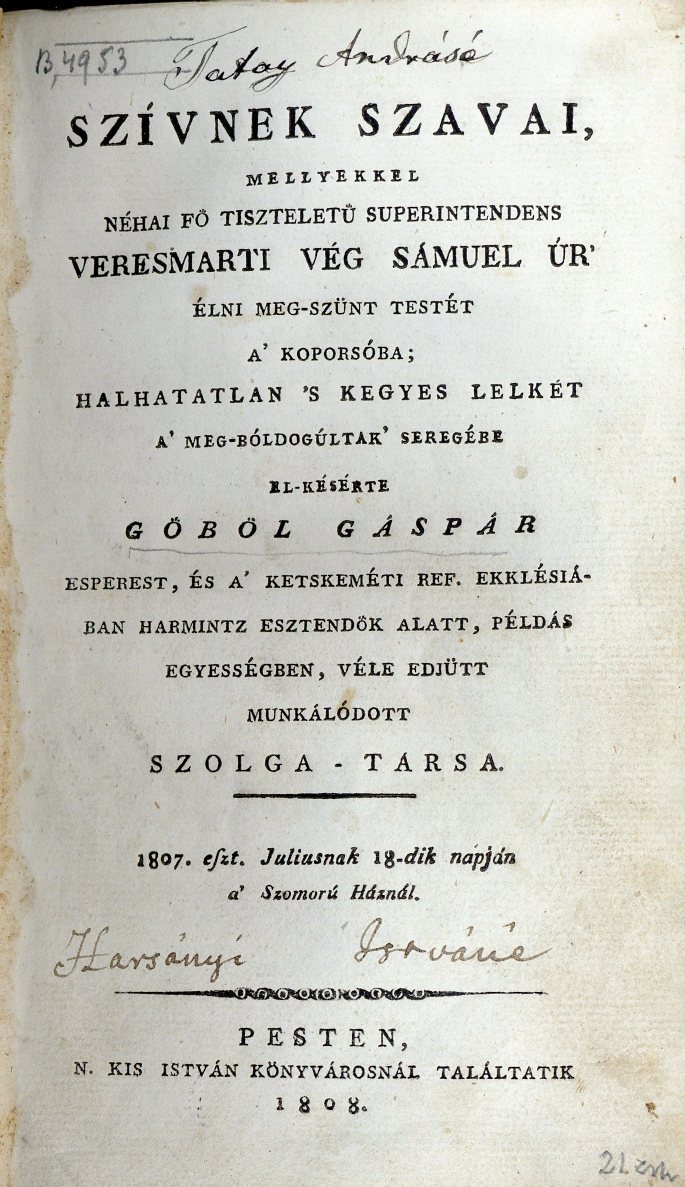 B,4953
Tatay Andrásé
SZÍVNEK SZAVAI,
MELLYEKKEL
NÉHAI FŐ TISZTELETŰ SUPERINTENDENS
VERESMARTI VÉG SÁMUEL ÚR'
ÉLNI MEG-SZÜNT TESTÉT
A' KOPORSÓBA;
HALHATATLAN 'S KEGYES LELKÉT
A' MEG-BÓLDOGÚLTAK' SEREGÉBE
EL-KÉSÉRTE
GÖBÖL GÁSPÁR
ESPEREST, ÉS A' KETSKEMÉTI REF. EKKLÉSIÁ-
BAN HARMINTZ ESZTENDŐK ALATT, PÉLDÁS
EGYESSÉGBEN, VÉLE EDJÜTT
MUNKÁLÓDOTT
SZOLGA - TARSA.
1807. eſzt. Juliusnak 18-dik napján
a' Szomorú Háznál.
Harsányi Istváné
PESTEN,
N. KIS ISTVÁN KÖNYVÁROSNÁL TALÁLTATIK
1808.